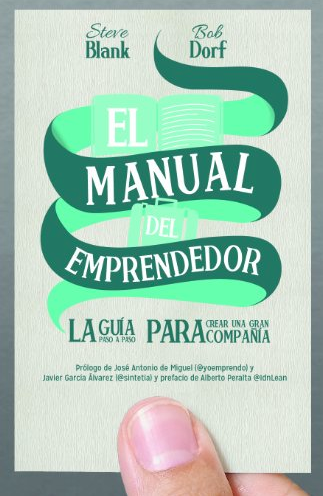 Steve Blank
Bob Dorf
EL
MANUAL
DEL
EMPRENDEDOR
LA GUÍA PASO A PASO PARA CREAR UNA GRAN COMPAÑÍA
Prólogo de José Antonio de Miguel (@yoemprendo) y
Javier García Álvarez (@sintetia) y prefacio de Alberto Peralta @IdnLean